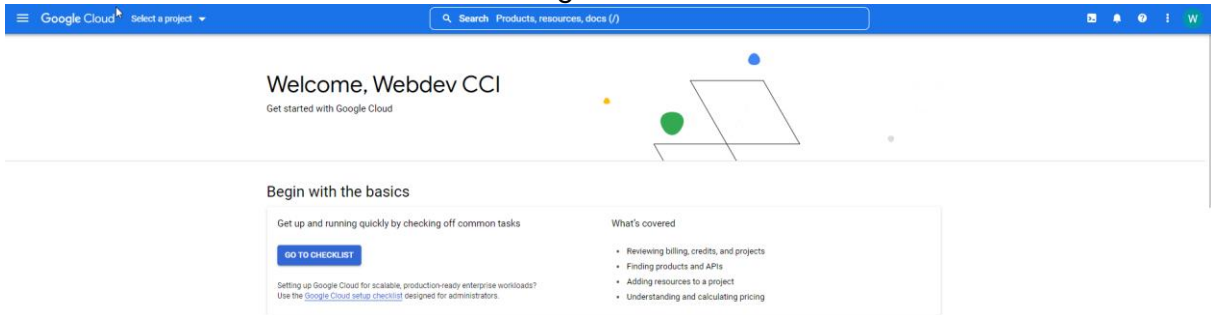 Google Cloud Select a project
Search Products, resources, docs (/)
W
Welcome, Webdev CCI
Get started with Google Cloud
Begin with the basics
Get up and running quickly by checking off common tasks
GO TO CHECKLIST
Setting up Google Cloud for scalable, production-ready enterprise workloads?
Use the Google Cloud setup checklist designed for administrators.
What's covered
• Reviewing billing, credits, and projects
• Finding products and APIs
• Adding resources to a project
• Understanding and calculating pricing